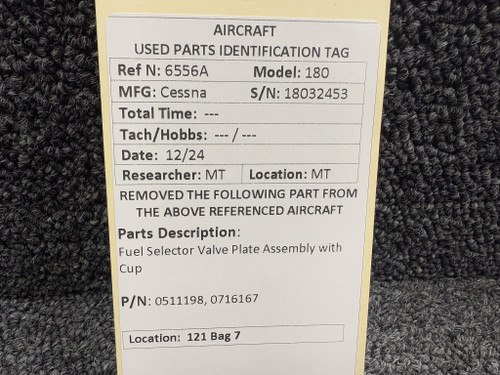 AIRCRAFT
USED PARTS IDENTIFICATION TAG
Ref N: 6556A Model: 180
MFG: Cessna S/N: 18032453
Total Time: ---
Tach/Hobbs: --- / ---
Date: 12/24
Researcher: MT Location: MT
REMOVED THE FOLLOWING PART FROM
THE ABOVE REFERENCED AIRCRAFT
Parts Description:
Fuel Selector Valve Plate Assembly with
Cup
P/N: 0511198, 0716167
Location: 121 Bag 7